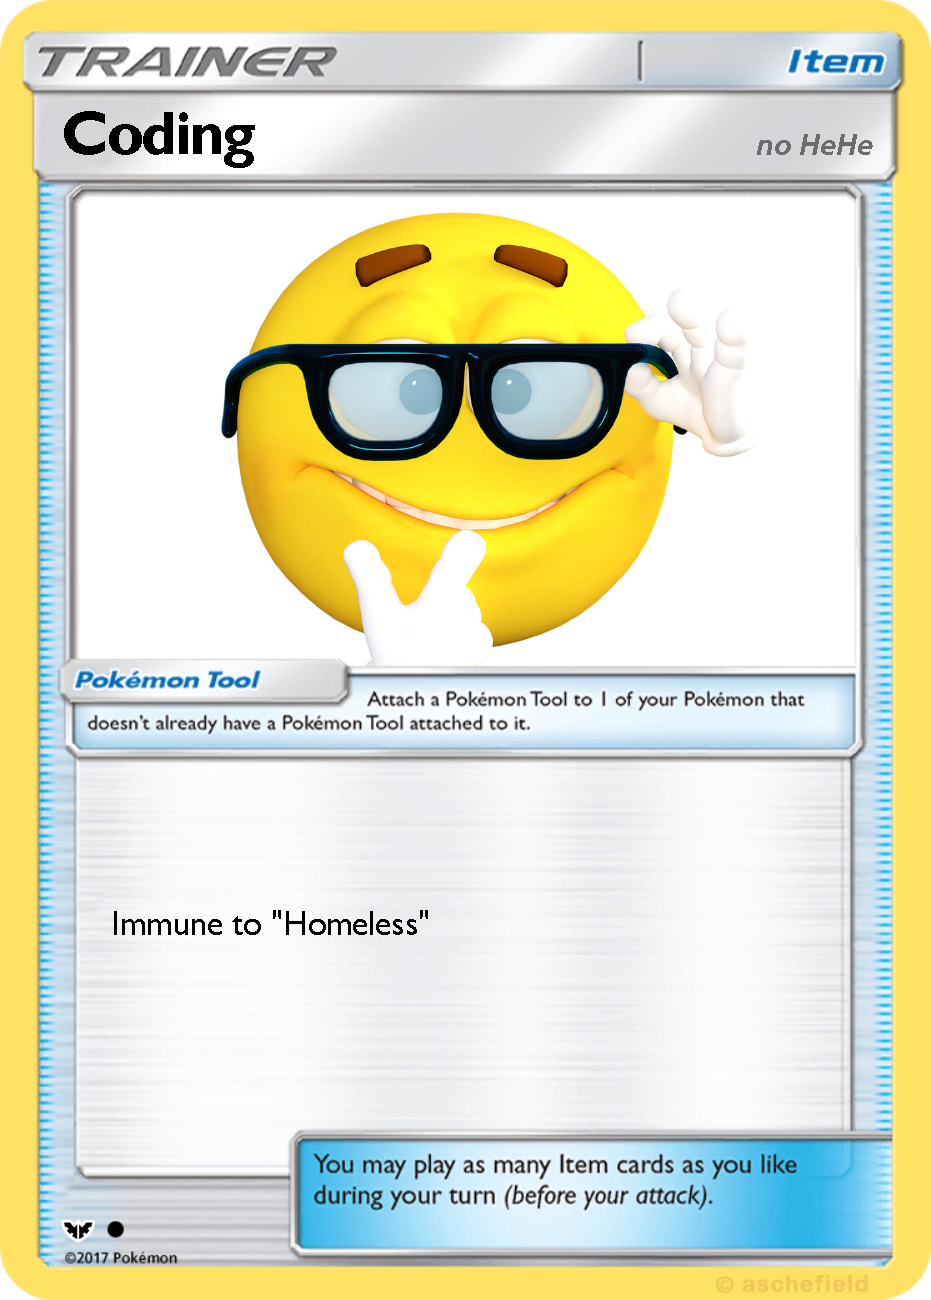 TRAINER
Item
Coding
no HeHe
Pokémon Tool
Attach a Pokémon Tool to 1 of your Pokémon that
doesn't already have a Pokémon Tool attached to it.
Immune to "Homeless"
You may play as many Item cards as you like
during your turn (before your attack).
©2017 Pokémon
© aschefield